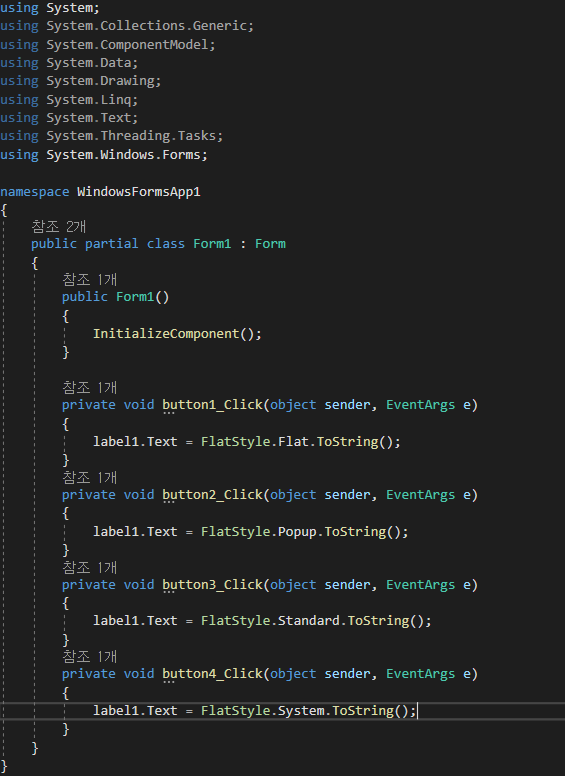 using System;
using System.Collections.Generic;
using System.ComponentModel;
using System.Data;
using System.Drawing;
using System.Linq;
using System.Text;
using System.Threading.Tasks;
using System.Windows.Forms;

namespace WindowsFormsApp1
{
    참조 2개
    public partial class Form1 : Form
    {
        참조 1개
        public Form1()
        {
            InitializeComponent();
        }

        참조 1개
        private void button1_Click(object sender, EventArgs e)
        {
            label1.Text = FlatStyle.Flat.ToString();
        }
        참조 1개
        private void button2_Click(object sender, EventArgs e)
        {
            label1.Text = FlatStyle.Popup.ToString();
        }
        참조 1개
        private void button3_Click(object sender, EventArgs e)
        {
            label1.Text = FlatStyle.Standard.ToString();
        }
        참조 1개
        private void button4_Click(object sender, EventArgs e)
        {
            label1.Text = FlatStyle.System.ToString();
        }
    }
}